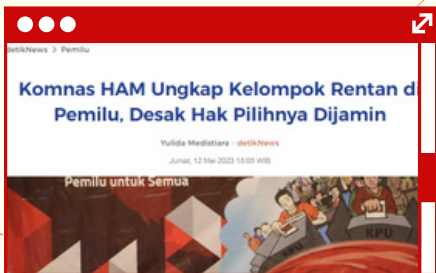 detikNews > Pemilu
Komnas HAM Ungkap Kelompok Rentan di
Pemilu, Desak Hak Pilihnya Dijamin
Yulida Medistiara - detikNews
Jumat, 12 Mei 2023 13:05 WIB
Pemilu untuk Semua
KPU
KPU